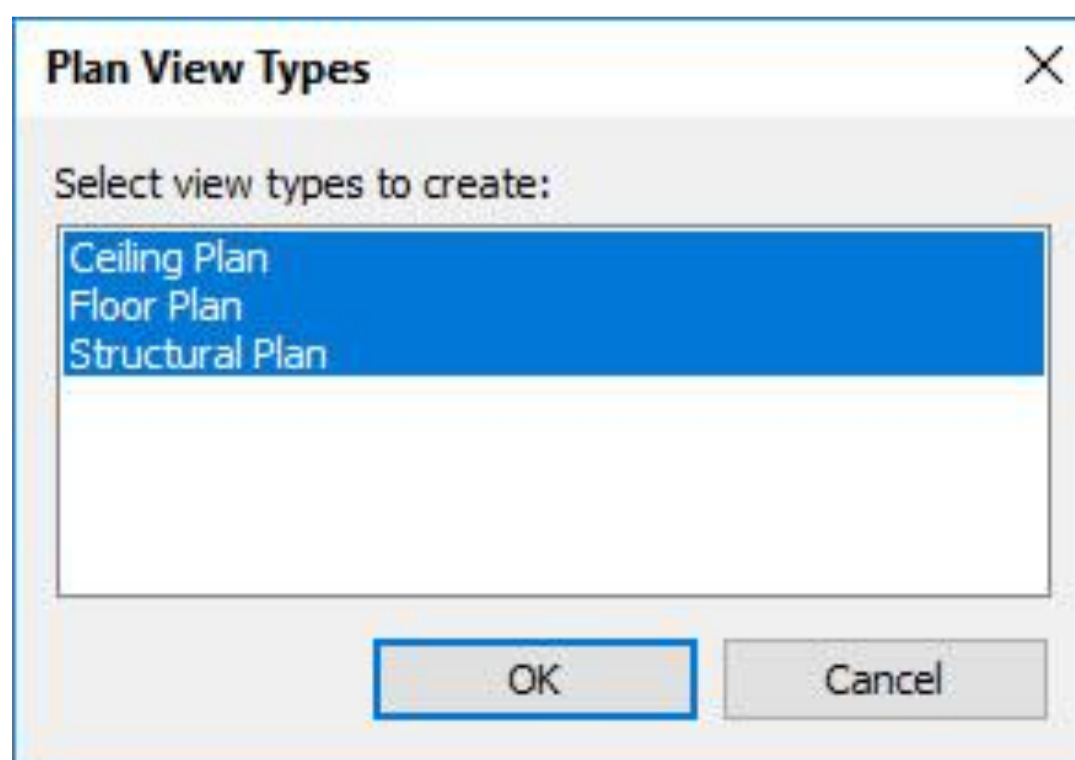 Plan View Types
Select view types to create:
Ceiling Plan
Floor Plan
Structural Plan
OK
Cancel